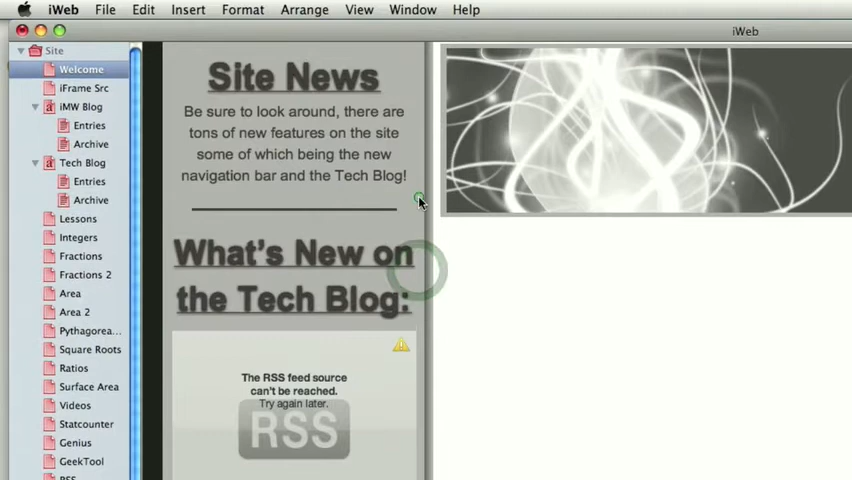 iWeb File Edit Insert Format Arrange View Window Help
iWeb
Site
Welcome
iFrame Src
iMW Blog
Entries
Archive
Tech Blog
Entries
Archive
Lessons
Integers
Fractions
Fractions 2
Area
Area 2
Pythagorea...
Square Roots
Ratios
Surface Area
Videos
Statcounter
Genius
GeekTool
RSS
Site News
Be sure to look around, there are
tons of new features on the site
some of which being the new
navigation bar and the Tech Blog!
What's New on
the Tech Blog:
The RSS feed source
can't be reached.
Try again later.
RSS